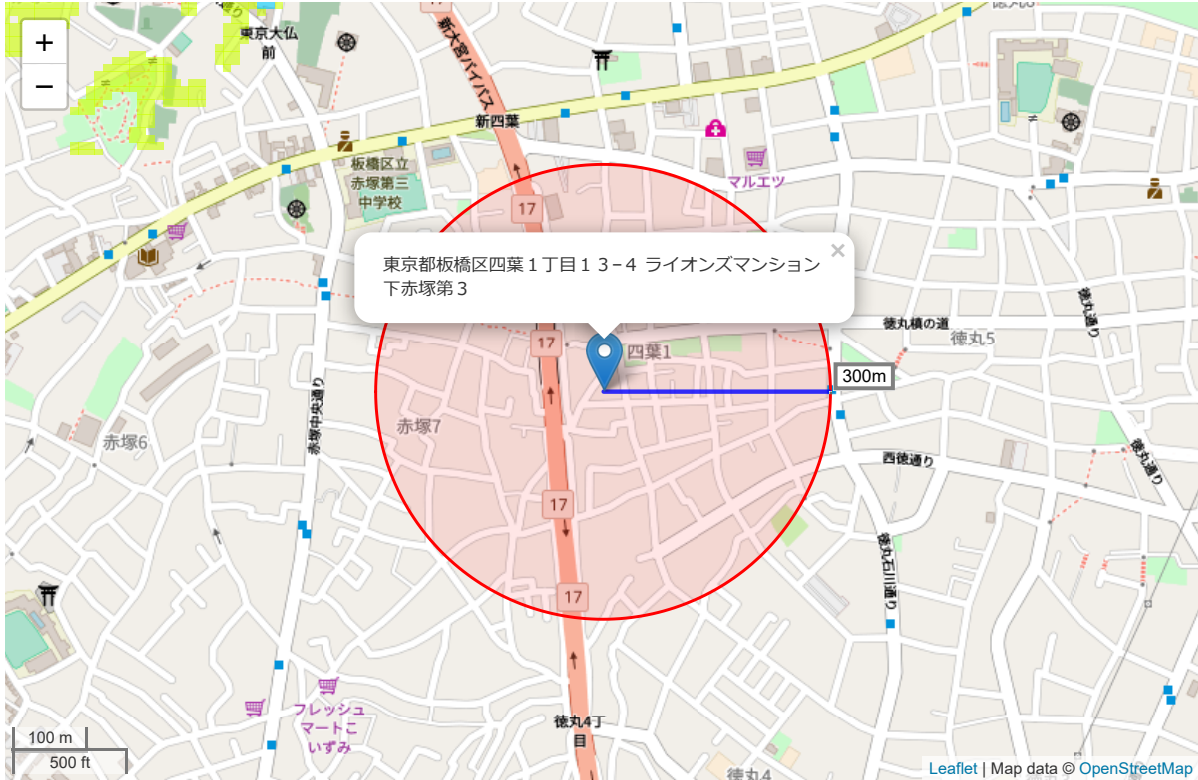 +
−
東京大仏
前
17
新大宮バイパス
新四葉
板橋区立
赤塚第三
中学校
マルエツ
17
東京都板橋区四葉１丁目１３−４ ライオンズマンション
下赤塚第３
×
徳丸槙の道
徳丸5
徳丸通り
17
四葉1
300m
赤塚中央通り
赤塚7
赤塚6
西徳通り
徳丸通り
17
徳丸石川通り
17
フレッシュ
マートこ
いずみ
徳丸4丁
目
徳丸4
100 m
500 ft
Leaflet | Map data © OpenStreetMap